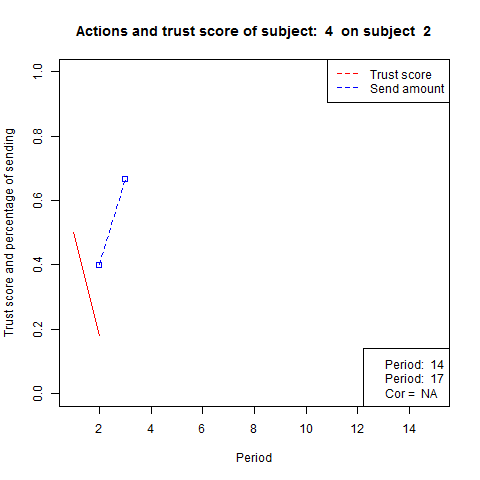 Actions and trust score of subject:  4  on subject  2
Trust score
Send amount
Trust score and percentage of sending
1.0
0.8
0.6
0.4
0.2
0.0
Period:  14
Period:  17
Cor =  NA
2 4 6 8 10 12 14
Period